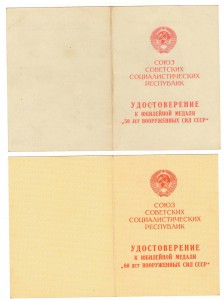 СОЮЗ
СОВЕТСКИХ
СОЦИАЛИСТИЧЕСКИХ
РЕСПУБЛИК
УДОСТОВЕРЕНИЕ
К ЮБИЛЕЙНОЙ МЕДАЛИ
„50 ЛЕТ ВООРУЖЕННЫХ СИЛ СССР“
СОЮЗ
СОВЕТСКИХ
СОЦИАЛИСТИЧЕСКИХ
РЕСПУБЛИК
УДОСТОВЕРЕНИЕ
К ЮБИЛЕЙНОЙ МЕДАЛИ
„60 ЛЕТ ВООРУЖЕННЫХ СИЛ СССР“